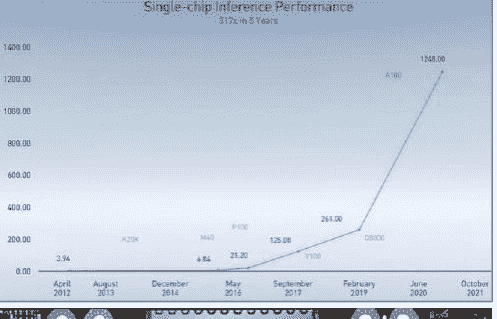 Single-chip Inference Performance
317x in 8 Years
1400.00
1200.00
1000.00
800.00
600.00
400.00
200.00
0.00
1248.00
A100
261.00
Q8000
125.00
V100
P100
21.20
M40
6.84
K20X
3.94
April 2012
August 2013
December 2014
May 2016
September 2017
February 2019
June 2020
October 2021